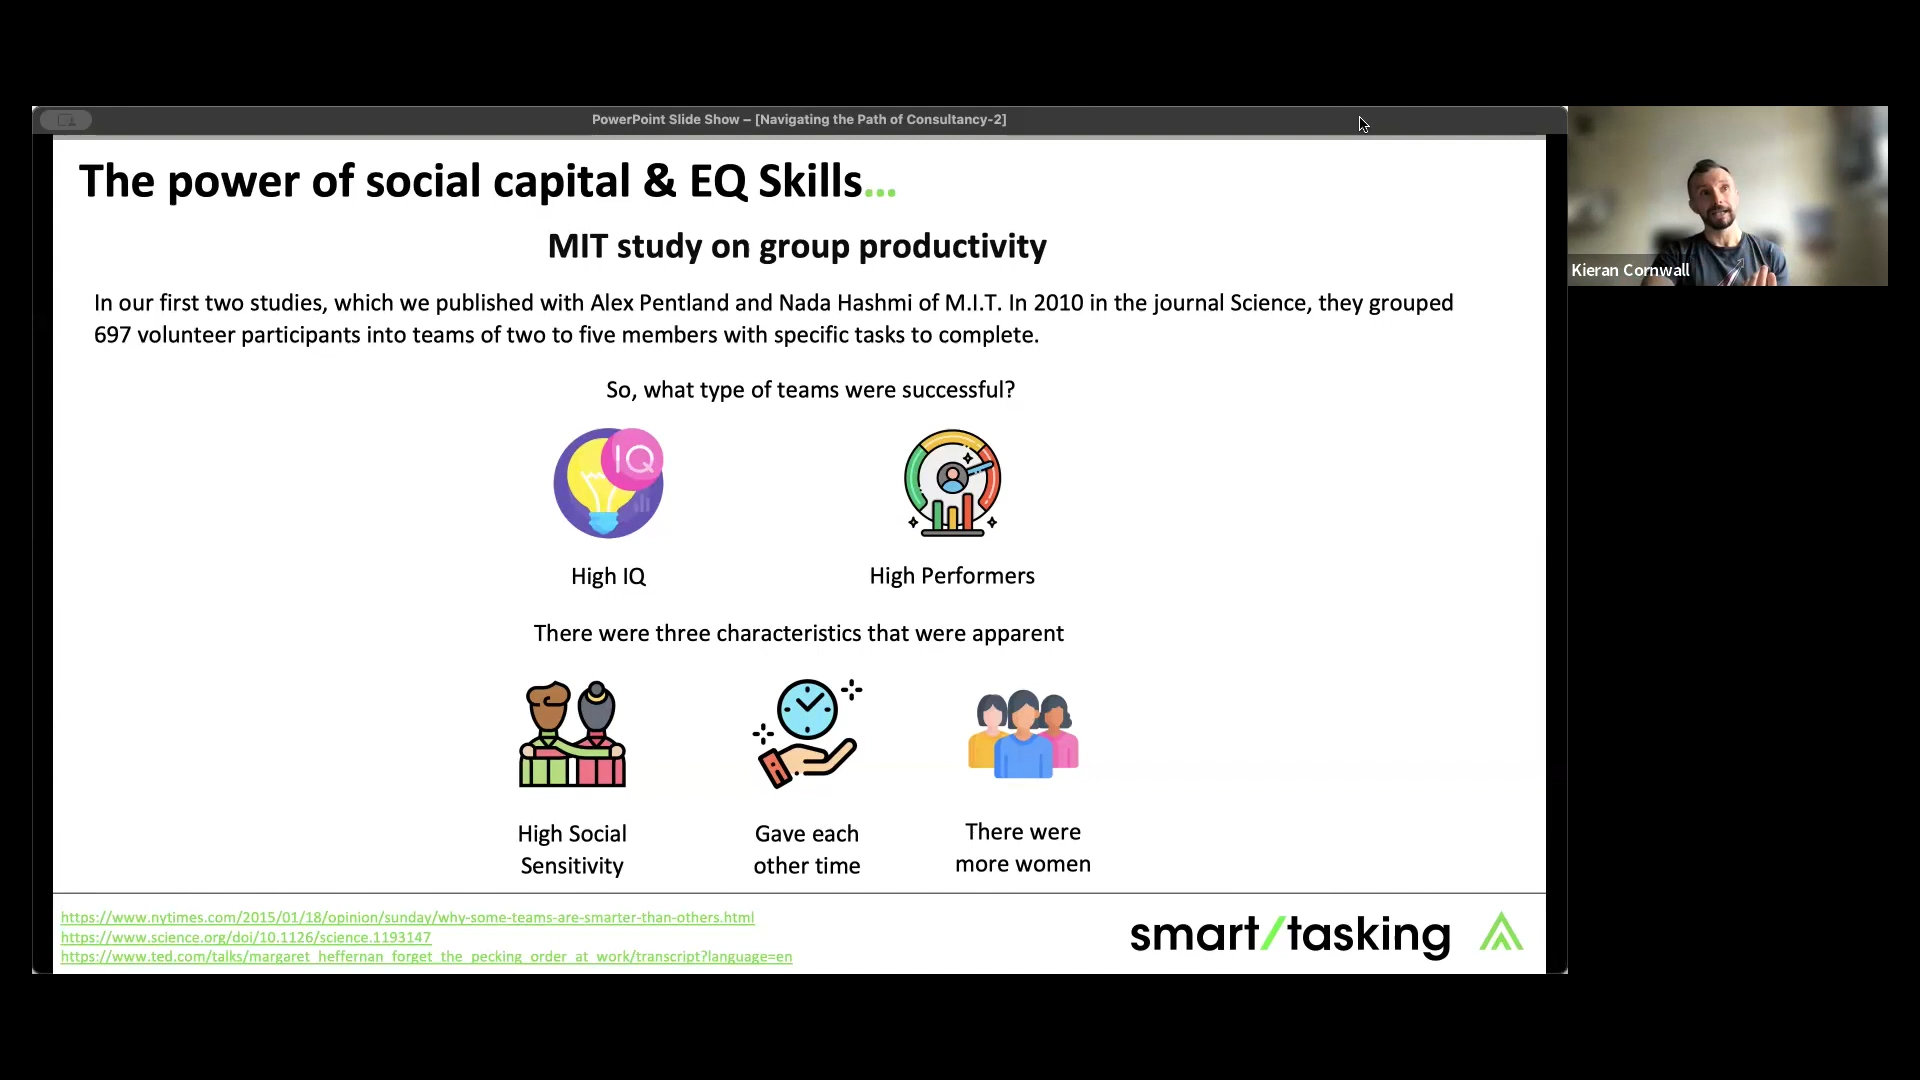 PowerPoint Slide Show – [Navigating the Path of Consultancy-2]
The power of social capital & EQ Skills...
MIT study on group productivity
In our first two studies, which we published with Alex Pentland and Nada Hashmi of M.I.T. In 2010 in the journal Science, they grouped
697 volunteer participants into teams of two to five members with specific tasks to complete.
So, what type of teams were successful?
IQ
High IQ
High Performers
There were three characteristics that were apparent
High Social
Sensitivity
Gave each
other time
There were
more women
https://www.nytimes.com/2015/01/18/opinion/sunday/why-some-teams-are-smarter-than-others.html
https://www.science.org/doi/10.1126/science.1193147
https://www.ted.com/talks/margaret_heffernan_forget_the_pecking_order_at_work/transcript?language=en
smart/tasking
Kieran Cornwall